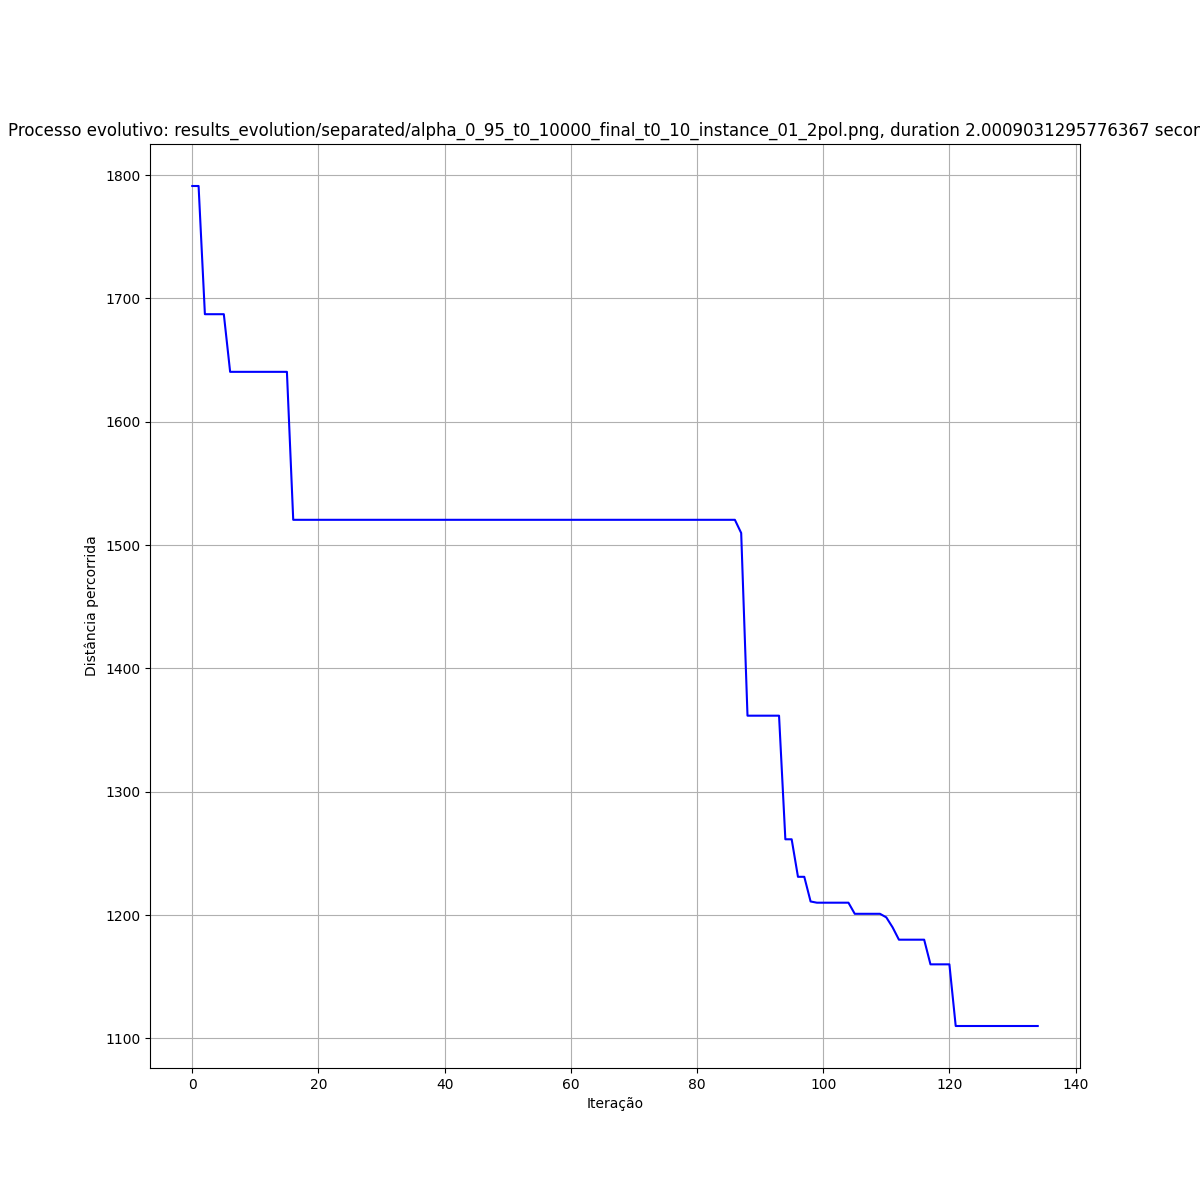 Processo evolutivo: results_evolution/separated/alpha_0_95_t0_10000_final_t0_10_instance_01_2pol.png, duration 2.0009031295776367 secor
1800
1700
1600
1500
1400
1300
1200
1100
Distância percorrida
0 20 40 60 80 100 120 140
Iteração